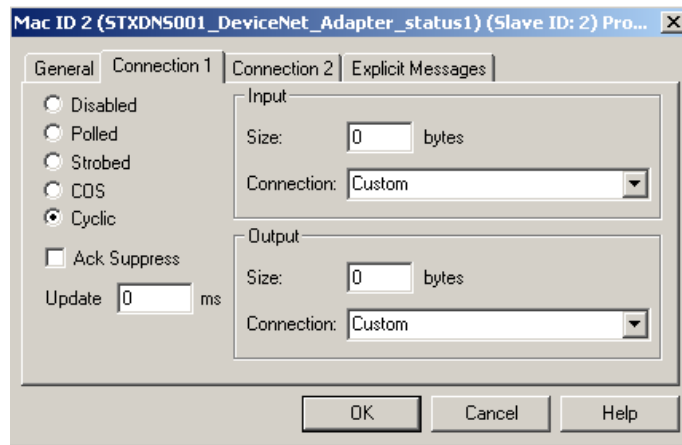 Mac ID 2 (STXDNS001_DeviceNet_Adapter_status1) (Slave ID: 2) Pro...
General Connection 1 Connection 2 Explicit Messages
Disabled
Polled
Strobed
COS
Cyclic
Ack Suppress
Update 0 ms
Input
Size: 0 bytes
Connection: Custom
Output
Size: 0 bytes
Connection: Custom
OK Cancel Help